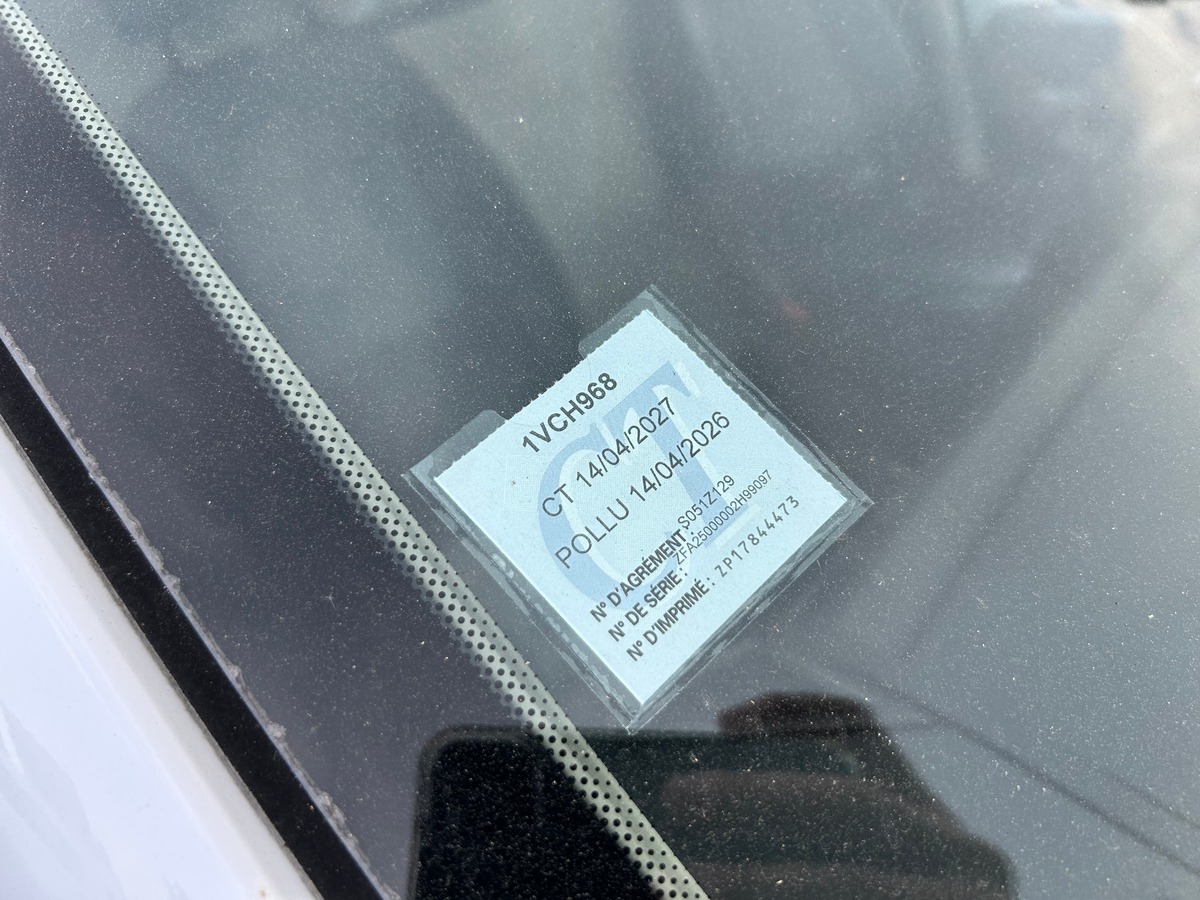 1VCH968
CT
CT 14/04/2027
POLLU 14/04/2026
N° D'AGRÉMENT : S051Z129
N° DE SÉRIE : ZFA25000002H99097
N° D'IMPRIMÉ : ZP17844473